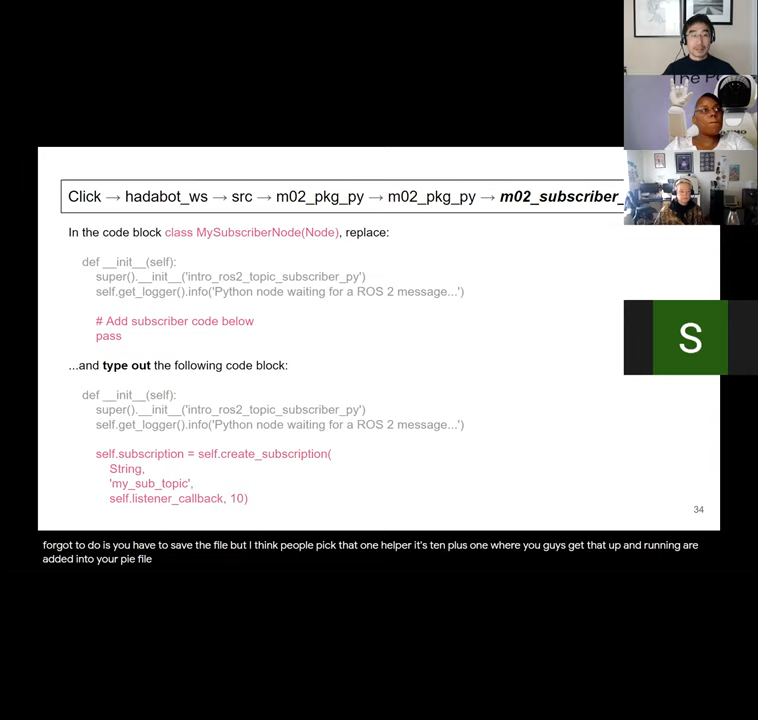 Click → hadabot_ws → src → m02_pkg_py → m02_pkg_py → m02_subscriber_
In the code block class MySubscriberNode(Node), replace:
def __init__(self):
super().__init__('intro_ros2_topic_subscriber_py')
self.get_logger().info('Python node waiting for a ROS 2 message...')
# Add subscriber code below
pass
...and type out the following code block:
def __init__(self):
super().__init__('intro_ros2_topic_subscriber_py')
self.get_logger().info('Python node waiting for a ROS 2 message...')
self.subscription = self.create_subscription(
String,
'my_sub_topic',
self.listener_callback, 10)
34
S
forgot to do is you have to save the file but I think people pick that one helper it's ten plus one where you guys get that up and running are
added into your pie file